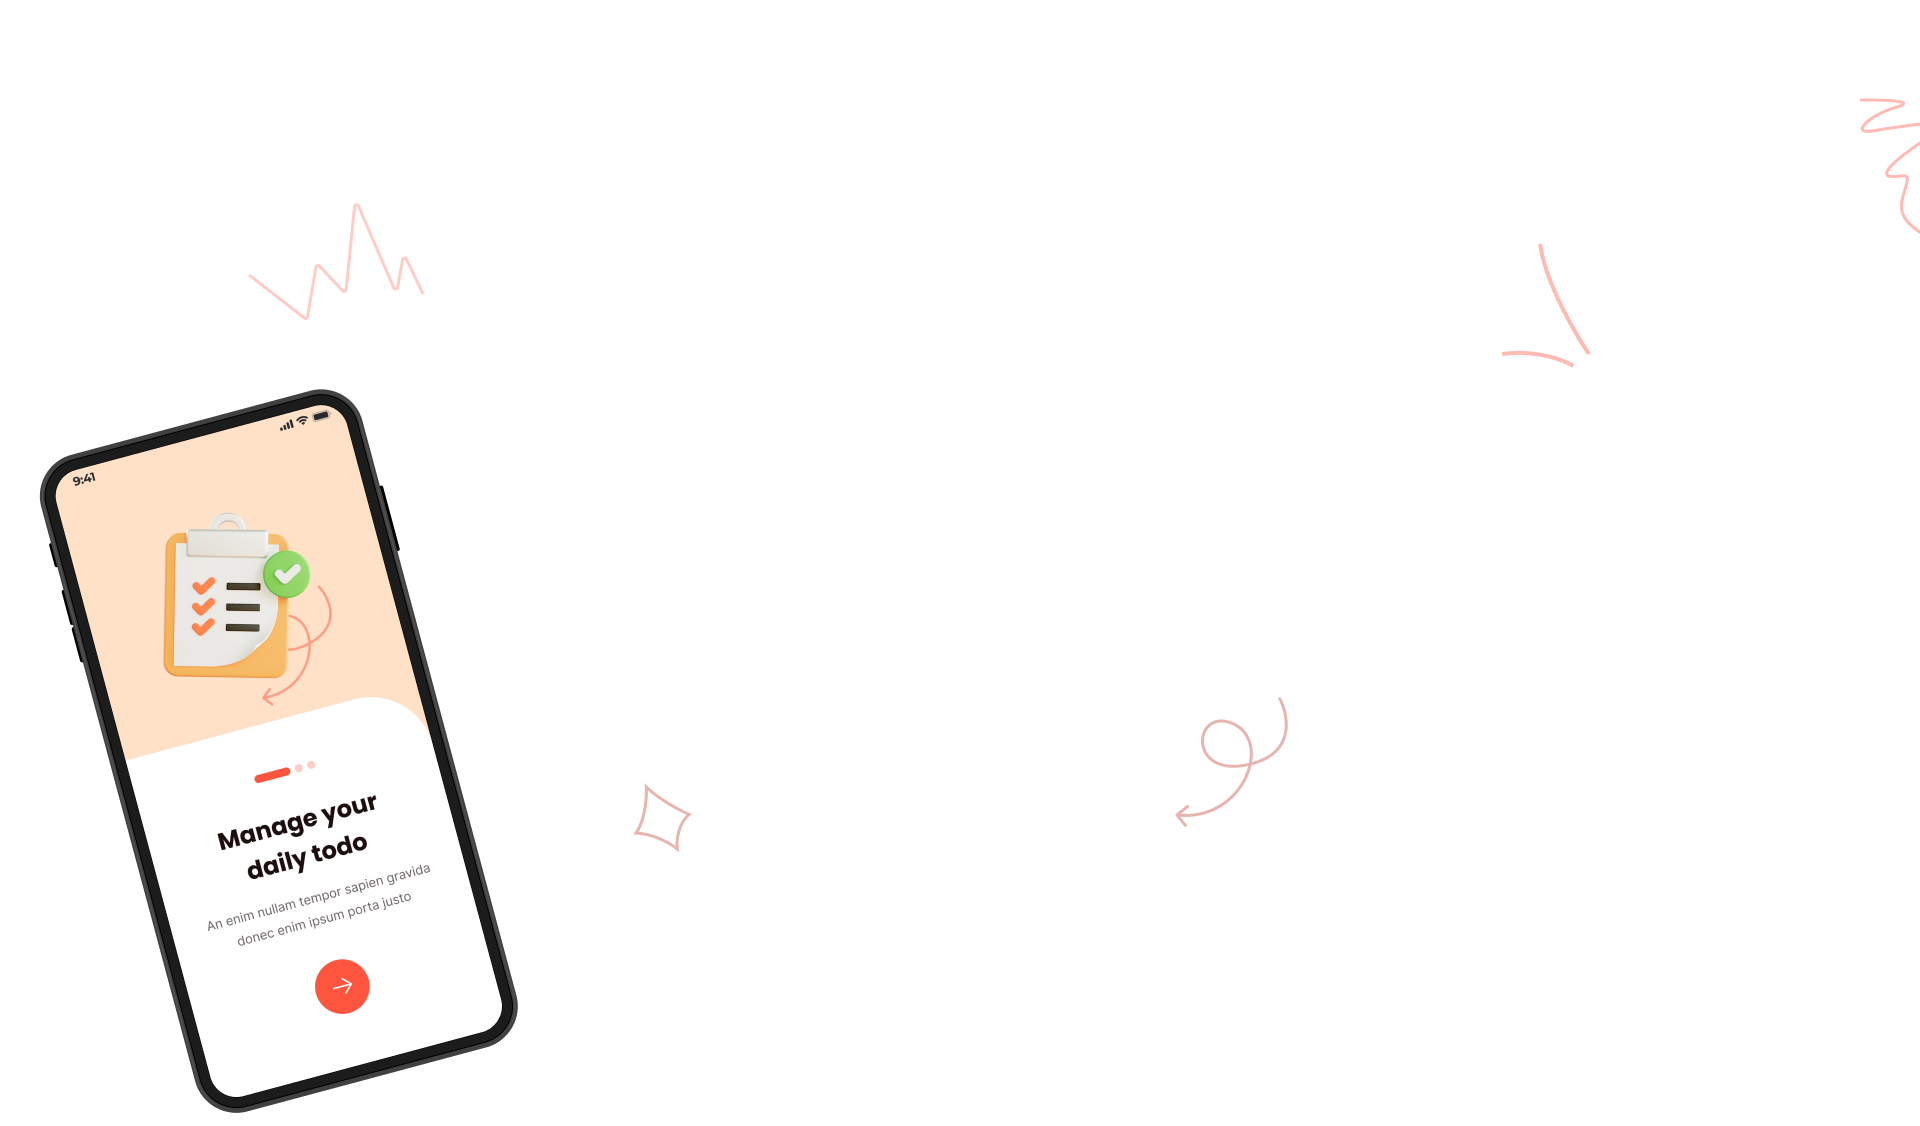 9:41
Manage your
daily todo
An enim nullam tempor sapien gravida
donec enim ipsum porta justo